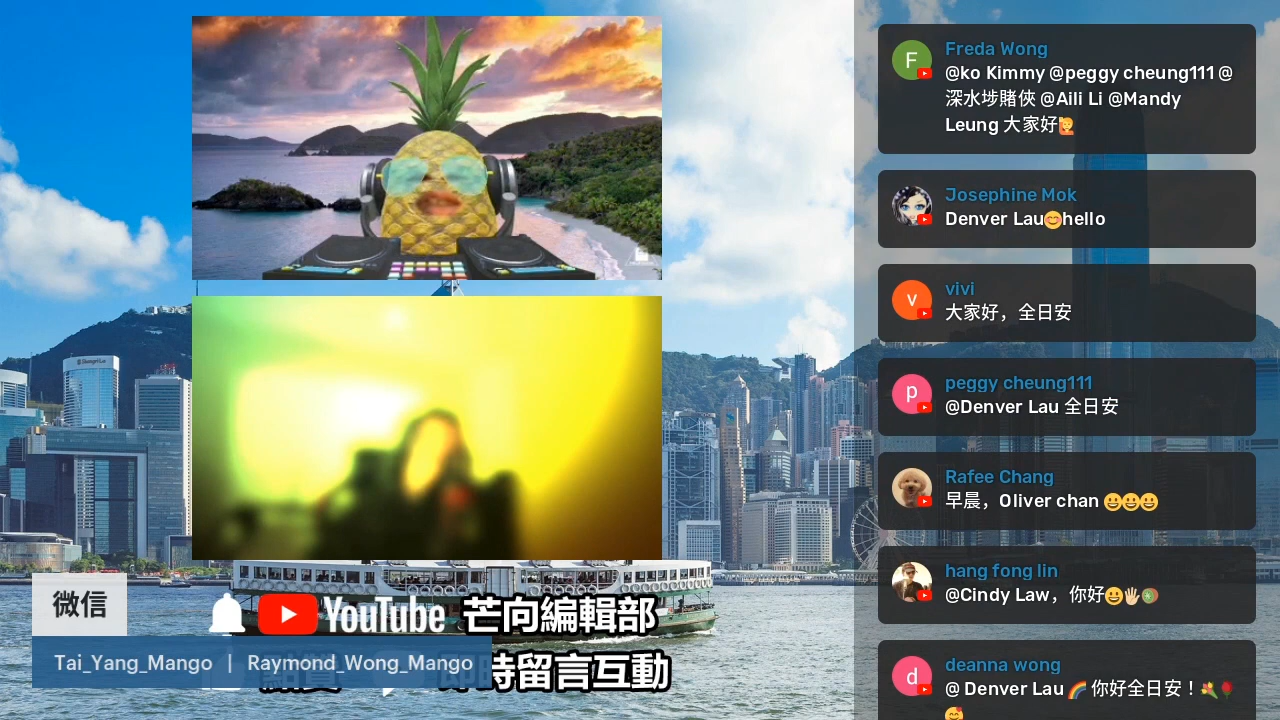 Freda Wong
@ko Kimmy @peggy cheung111 @
深水埗賭俠 @Aili Li @Mandy
Leung 大家好🙋
Josephine Mok
Denver Lau😊hello
vivi
大家好，全日安
peggy cheung111
@Denver Lau 全日安
Rafee Chang
早晨，Oliver chan 😀😀😀
hang fong lin
@Cindy Law，你好😀🖐🥝
deanna wong
@ Denver Lau 🌈 你好全日安！💐🌹
🥰
微信
Tai_Yang_Mango | Raymond_Wong_Mango
YouTube 芒向編輯部
即時留言互動
Shangri-La